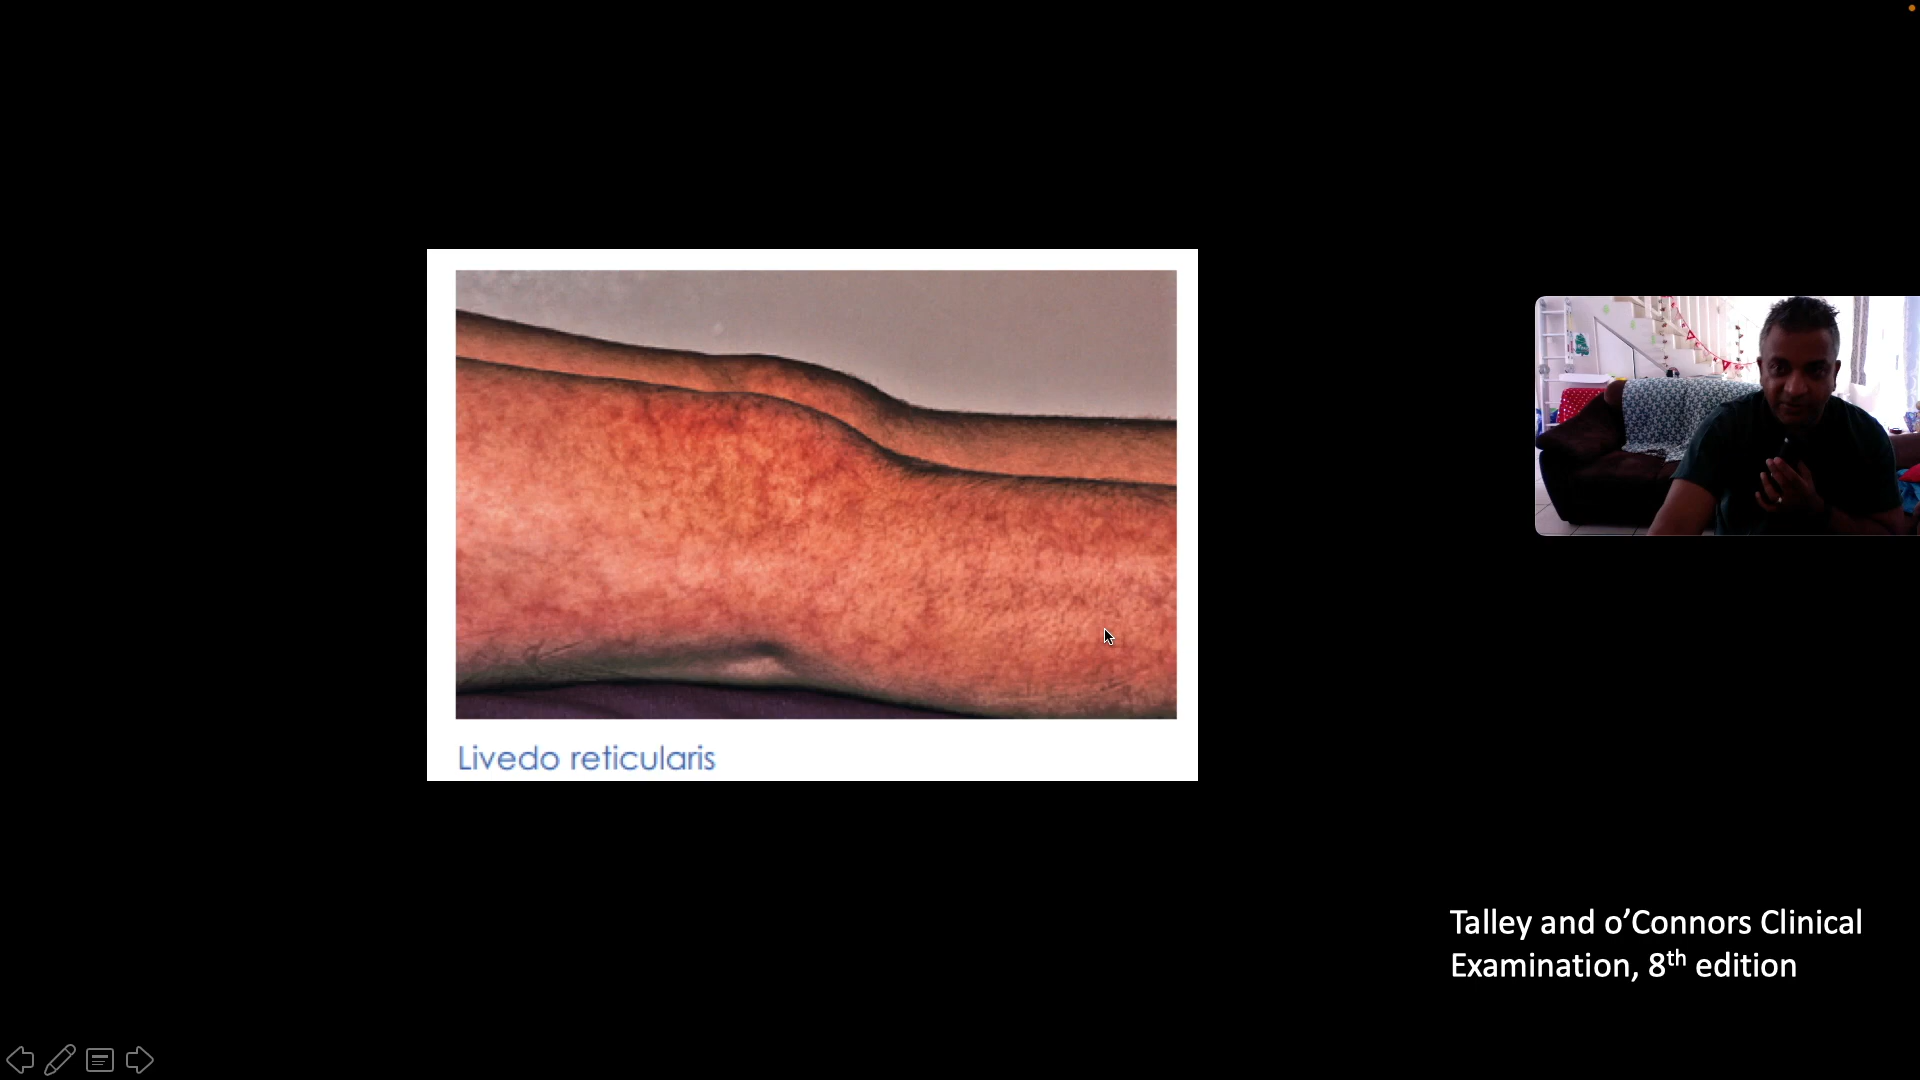 Livedo reticularis
Talley and o’Connors Clinical
Examination, 8th edition